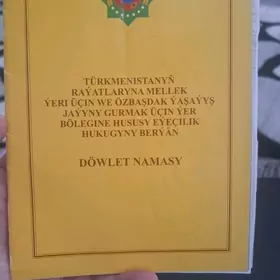 TÜRKMENISTANYŇ
RAÝATLARYNA MELLEK
ÝERI ÜÇIN WE ÖZBAŞDAK ÝAŞAÝYŞ
JAÝYNY GURMAK ÜÇIN ÝER
BÖLEGINE HUSUSY EÝEÇILIK
HUKUGYNY BERÝÄN
DÖWLET NAMASY